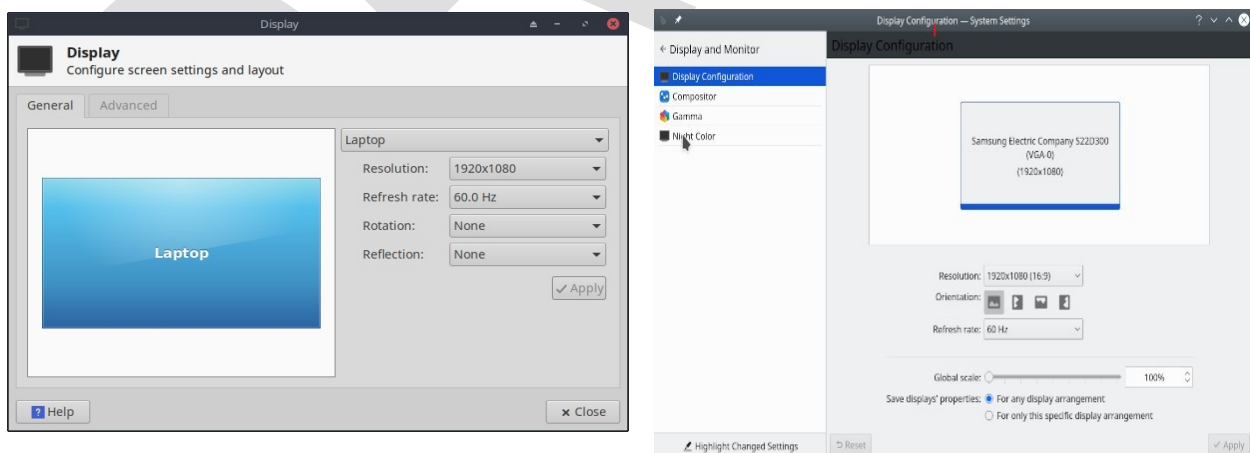 Display
Display
Configure screen settings and layout
General Advanced
Laptop
Laptop
Resolution: 1920x1080
Refresh rate: 60.0 Hz
Rotation: None
Reflection: None
Apply
Help
Close
Display Configuration — System Settings
Display and Monitor
Display Configuration
Compositor
Gamma
Night Color
Highlight Changed Settings
Display Configuration
Samsung Electric Company S22D300
(VGA-0)
(1920x1080)
Resolution: 1920x1080 (16:9)
Orientation:
Refresh rate: 60 Hz
Global scale: 100%
Save displays' properties: For any display arrangement
For only this specific display arrangement
Reset
Apply